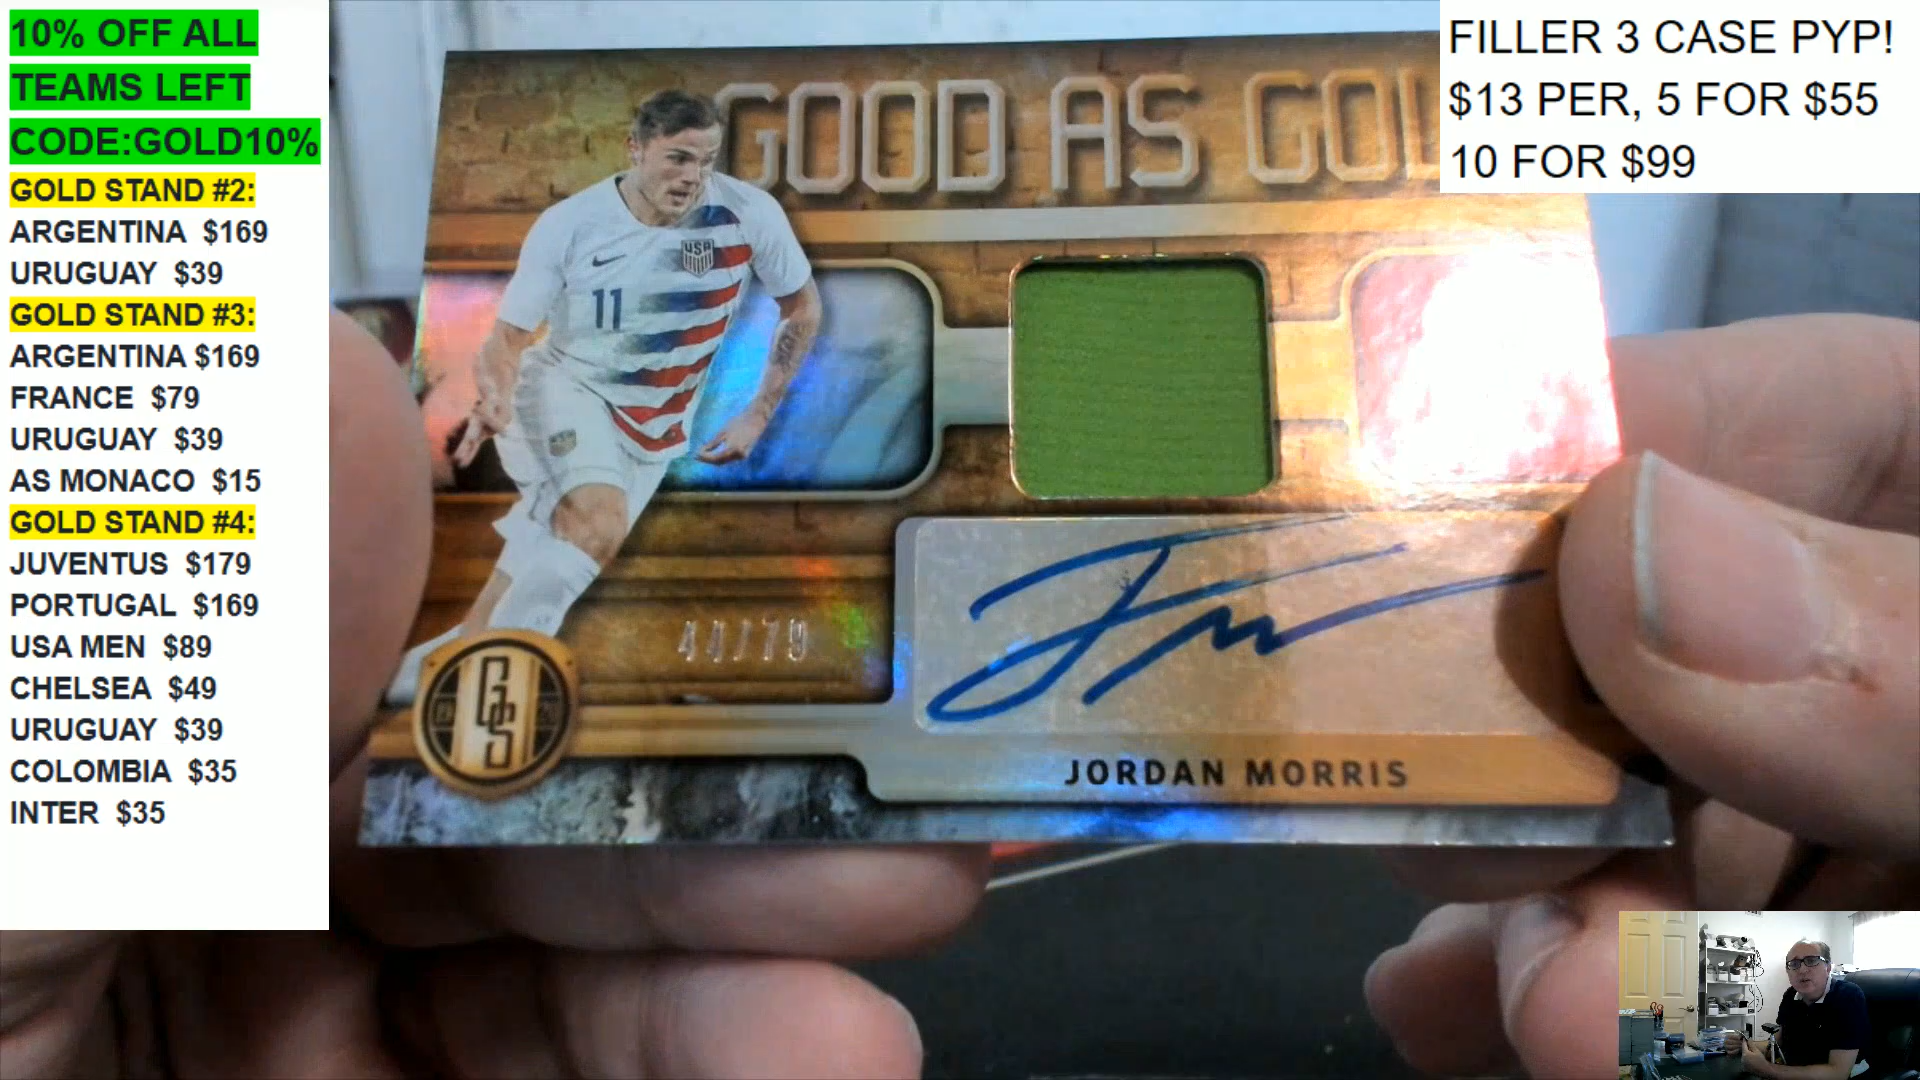 10% OFF ALL
TEAMS LEFT
CODE:GOLD10%
GOLD STAND #2:
ARGENTINA $169
URUGUAY $39
GOLD STAND #3:
ARGENTINA $169
FRANCE $79
URUGUAY $39
AS MONACO $15
GOLD STAND #4:
JUVENTUS $179
PORTUGAL $169
USA MEN $89
CHELSEA $49
URUGUAY $39
COLOMBIA $35
INTER $35
FILLER 3 CASE PYP!
$13 PER, 5 FOR $55
10 FOR $99
GOOD AS GOL
USA
11
44/79
GS
JORDAN MORRIS